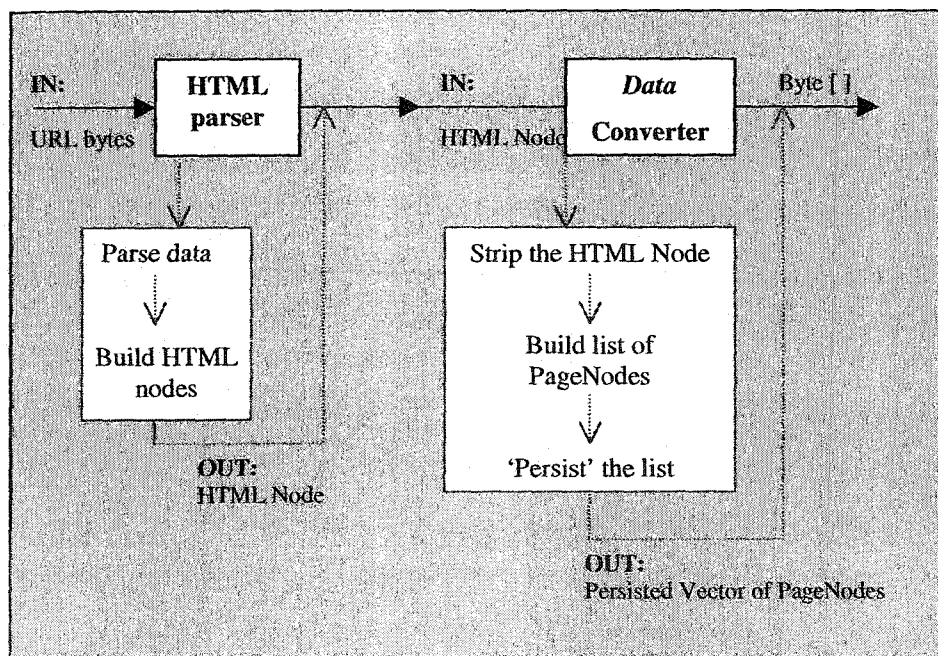 IN:
URL bytes
HTML
parser
IN:
HTML Node
Data
Converter
Byte [ ]
Parse data
Build HTML
nodes
OUT:
HTML Node
Strip the HTML Node
Build list of
PageNodes
‘Persist’ the list
OUT:
Persisted Vector of PageNodes